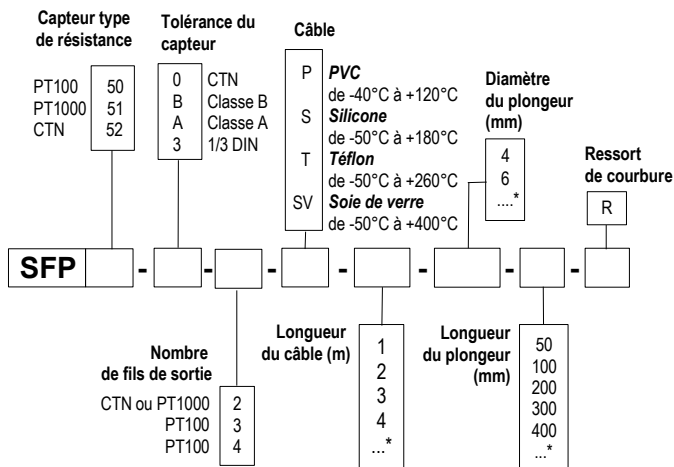 Capteur type
de résistance
PT100 50
PT1000 51
CTN 52
Tolérance du
capteur
0 CTN
B Classe B
A Classe A
3 1/3 DIN
Câble
P PVC
de -40°C à +120°C
S Silicone
de -50°C à +180°C
T Téflon
de -50°C à +260°C
SV Soie de verre
de -50°C à +400°C
Diamètre
du plongeur
(mm)
4
6
....*
Ressort
de courbure
R
SFP - - - - - - -
Nombre
de fils de sortie
CTN ou PT1000 2
PT100 3
PT100 4
Longueur
du câble (m)
1
2
3
4
...*
Longueur
du plongeur
(mm)
50
100
200
300
400
...*